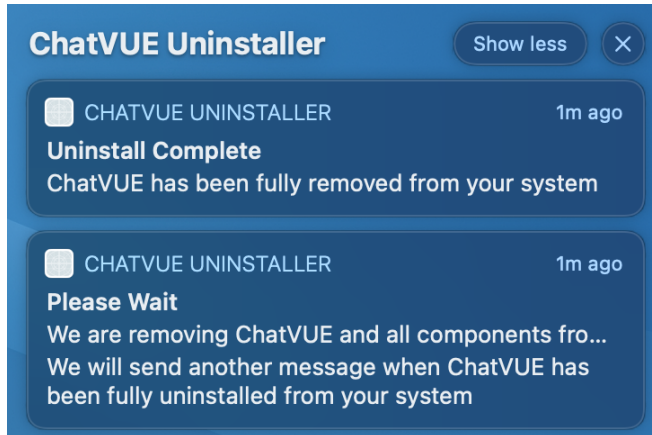 ChatVUE Uninstaller
Show less
CHATVUE UNINSTALLER
1m ago
Uninstall Complete
ChatVUE has been fully removed from your system
CHATVUE UNINSTALLER
1m ago
Please Wait
We are removing ChatVUE and all components fro...
We will send another message when ChatVUE has
been fully uninstalled from your system